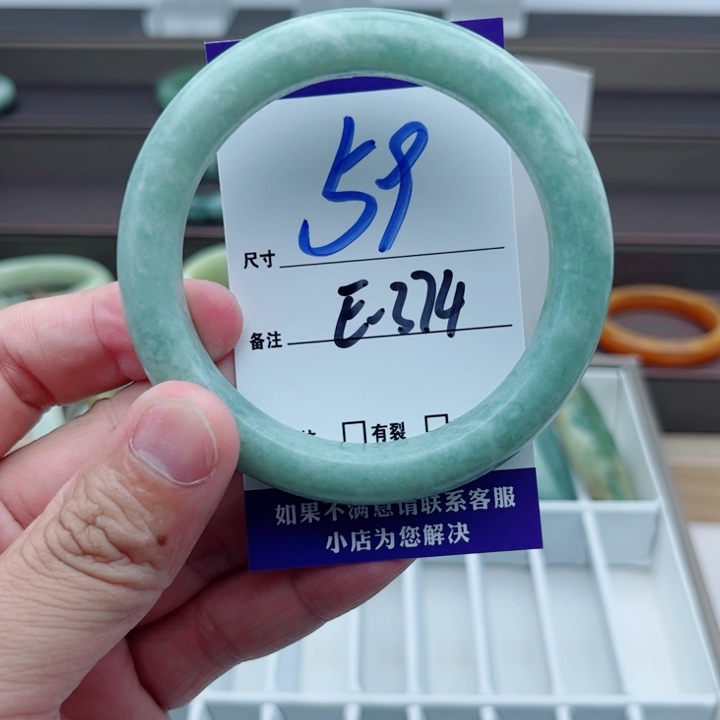 尺寸 59
备注 E-374
有裂
如果不满意请联系客服
小店为您解决